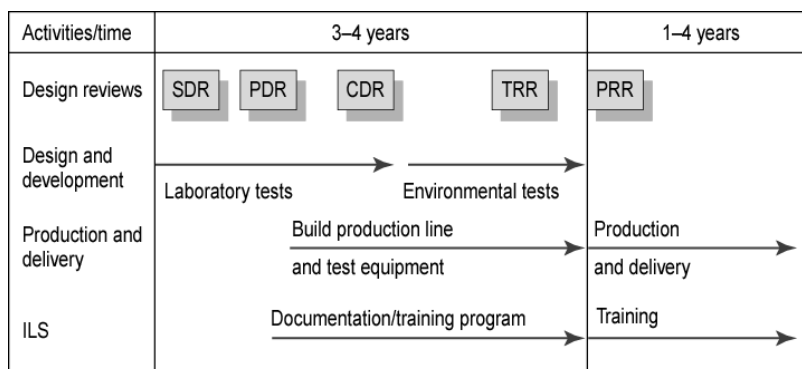 Activities/time
3–4 years
1–4 years
Design reviews
SDR
PDR
CDR
TRR
PRR
Design and
development
Laboratory tests
Environmental tests
Production and
delivery
Build production line
and test equipment
Production
and delivery
ILS
Documentation/training program
Training